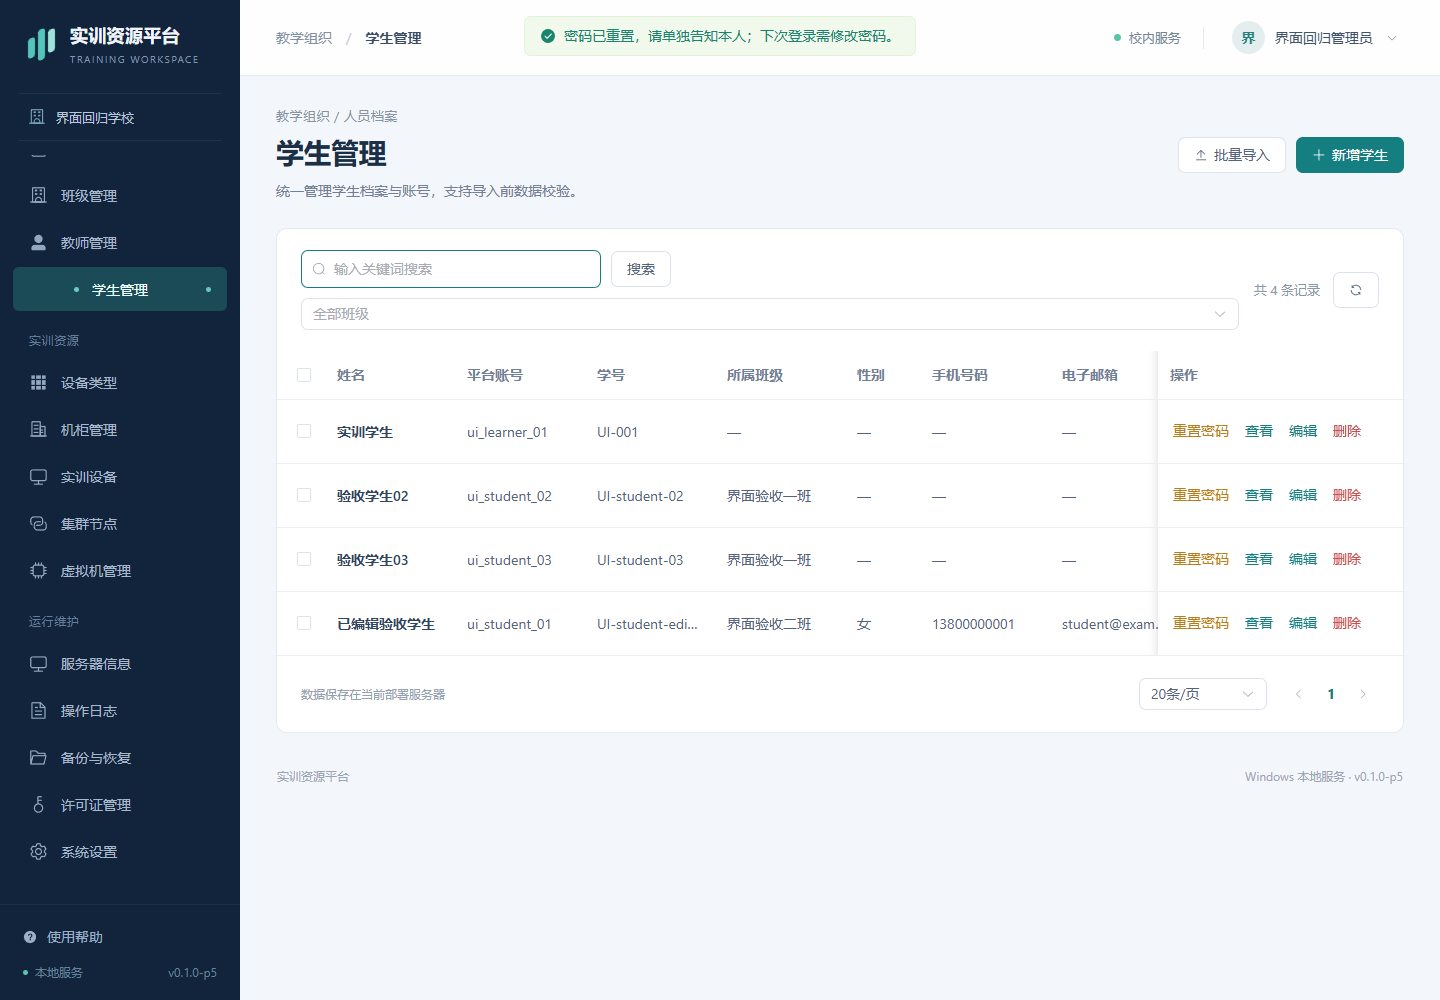 实训资源平台
TRAINING WORKSPACE
界面回归学校
班级管理
教师管理
学生管理
实训资源
设备类型
机柜管理
实训设备
集群节点
虚拟机管理
运行维护
服务器信息
操作日志
备份与恢复
许可证管理
系统设置
使用帮助
本地服务 v0.1.0-p5
教学组织 / 学生管理
密码已重置，请单独告知本人；下次登录需修改密码。
校内服务
界 界面回归管理员
教学组织 / 人员档案
学生管理
统一管理学生档案与账号，支持导入前数据校验。
批量导入
新增学生
输入关键词搜索 搜索
全部班级
共 4 条记录
姓名 平台账号 学号 所属班级 性别 手机号码 电子邮箱 操作
实训学生 ui_learner_01 UI-001 — — — — 重置密码 查看 编辑 删除
验收学生02 ui_student_02 UI-student-02 界面验收一班 — — — 重置密码 查看 编辑 删除
验收学生03 ui_student_03 UI-student-03 界面验收一班 — — — 重置密码 查看 编辑 删除
已编辑验收学生 ui_student_01 UI-student-edi... 界面验收二班 女 13800000001 student@exam. 重置密码 查看 编辑 删除
数据保存在当前部署服务器
20条/页 1
实训资源平台
Windows 本地服务 · v0.1.0-p5